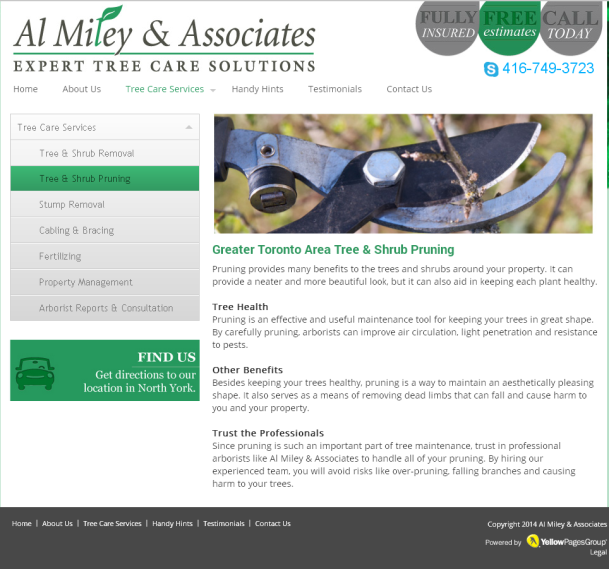 Al Miley & Associates
EXPERT TREE CARE SOLUTIONS
FULLY INSURED
FREE estimates
CALL TODAY
416-749-3723
Home About Us Tree Care Services Handy Hints Testimonials Contact Us
Tree Care Services
Tree & Shrub Removal
Tree & Shrub Pruning
Stump Removal
Cabling & Bracing
Fertilizing
Property Management
Arborist Reports & Consultation
FIND US
Get directions to our
location in North York.
Greater Toronto Area Tree & Shrub Pruning
Pruning provides many benefits to the trees and shrubs around your property. It can
provide a neater and more beautiful look, but it can also aid in keeping each plant healthy.
Tree Health
Pruning is an effective and useful maintenance tool for keeping your trees in great shape.
By carefully pruning, arborists can improve air circulation, light penetration and resistance
to pests.
Other Benefits
Besides keeping your trees healthy, pruning is a way to maintain an aesthetically pleasing
shape. It also serves as a means of removing dead limbs that can fall and cause harm to
you and your property.
Trust the Professionals
Since pruning is such an important part of tree maintenance, trust in professional
arborists like Al Miley & Associates to handle all of your pruning. By hiring our
experienced team, you will avoid risks like over-pruning, falling branches and causing
harm to your trees.
Home | About Us | Tree Care Services | Handy Hints | Testimonials | Contact Us
Copyright 2014 Al Miley & Associates
Powered by YellowPagesGroup
Legal